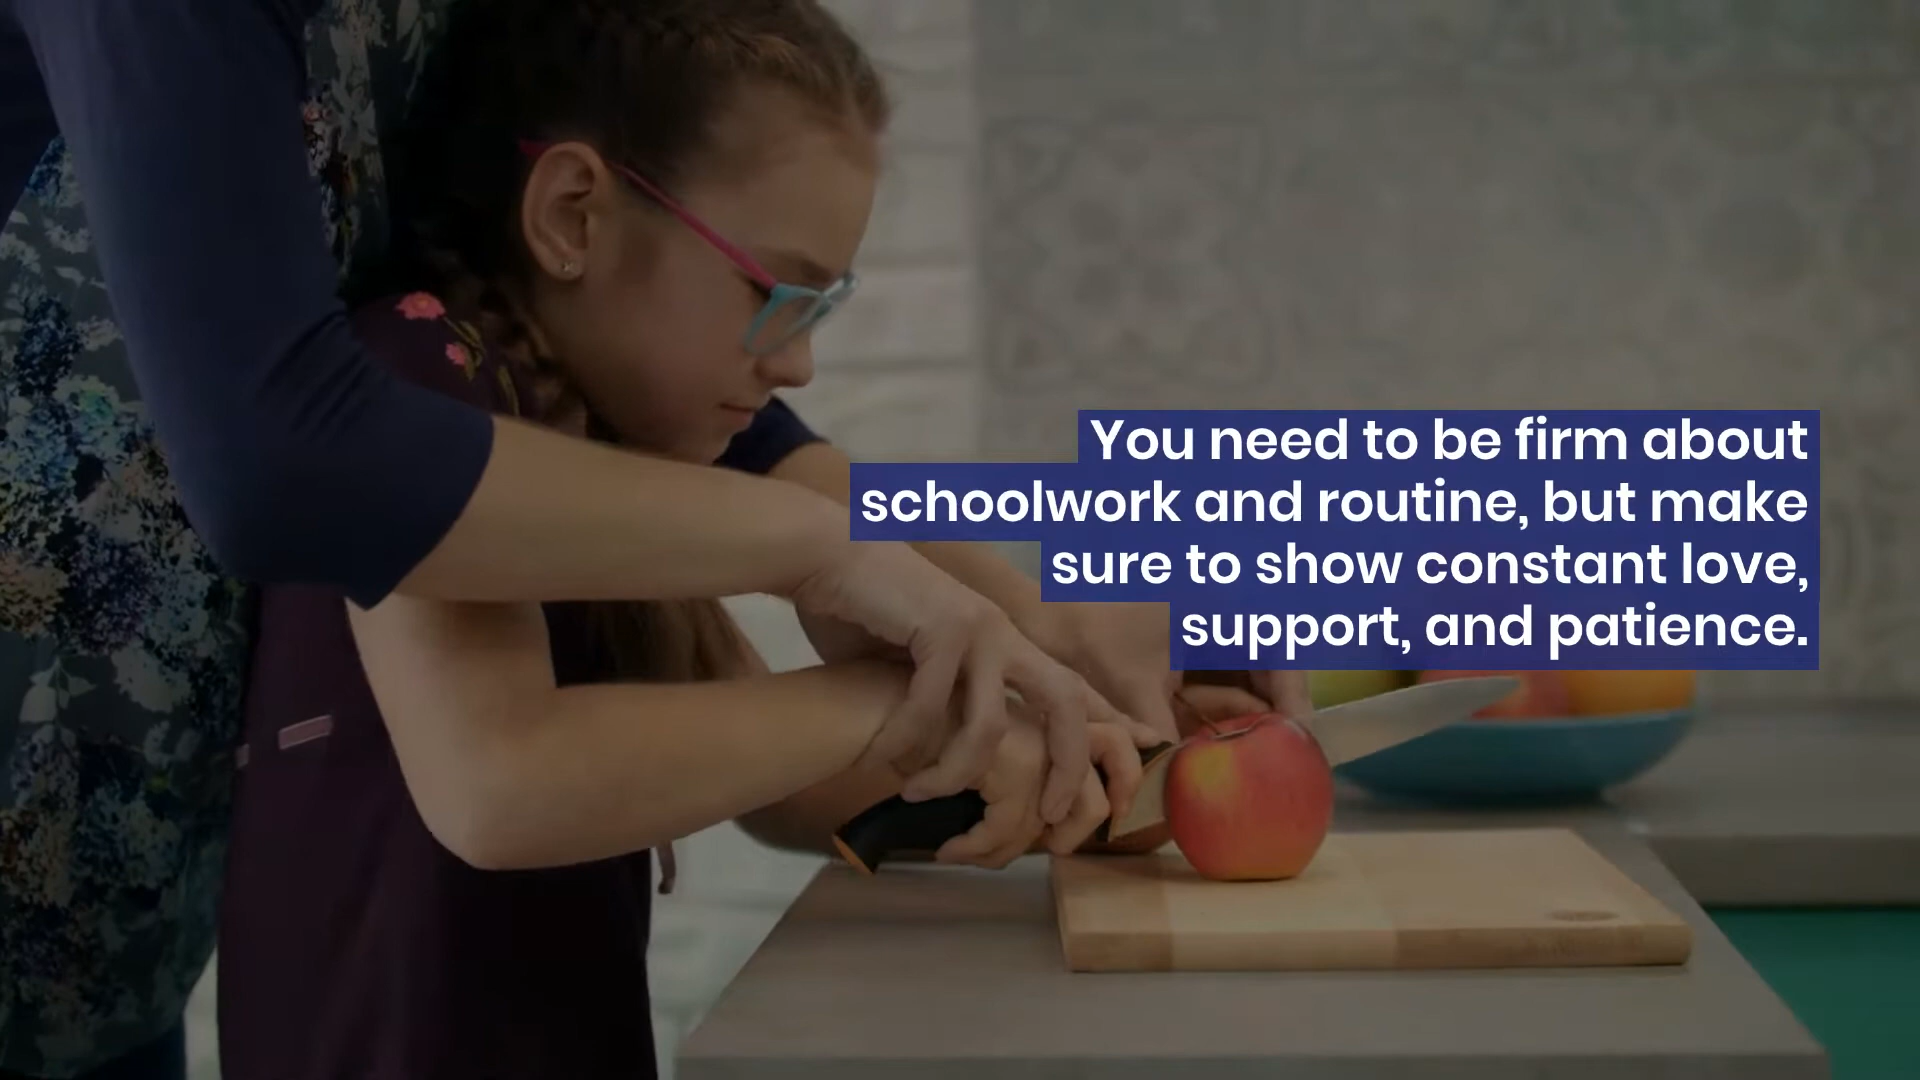 You need to be firm about
schoolwork and routine, but make
sure to show constant love,
support, and patience.